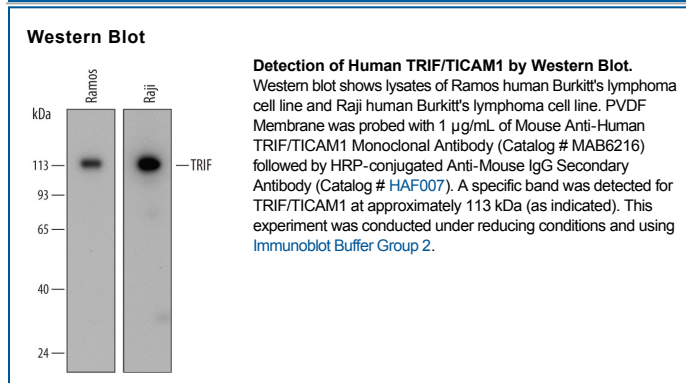 Western Blot
Ramos
Raji
kDa
113
93
65
40
24
TRIF
Detection of Human TRIF/TICAM1 by Western Blot.
Western blot shows lysates of Ramos human Burkitt's lymphoma
cell line and Raji human Burkitt's lymphoma cell line. PVDF
Membrane was probed with 1 µg/mL of Mouse Anti-Human
TRIF/TICAM1 Monoclonal Antibody (Catalog # MAB6216)
followed by HRP-conjugated Anti-Mouse IgG Secondary
Antibody (Catalog # HAF007). A specific band was detected for
TRIF/TICAM1 at approximately 113 kDa (as indicated). This
experiment was conducted under reducing conditions and using
Immunoblot Buffer Group 2.